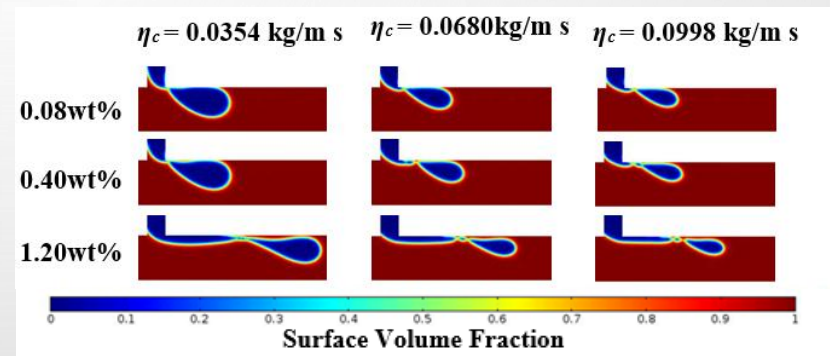 ηc = 0.0354 kg/m s ηc = 0.0680kg/m s ηc = 0.0998 kg/m s
0.08wt%
0.40wt%
1.20wt%
0 0.1 0.2 0.3 0.4 0.5 0.6 0.7 0.8 0.9 1
Surface Volume Fraction